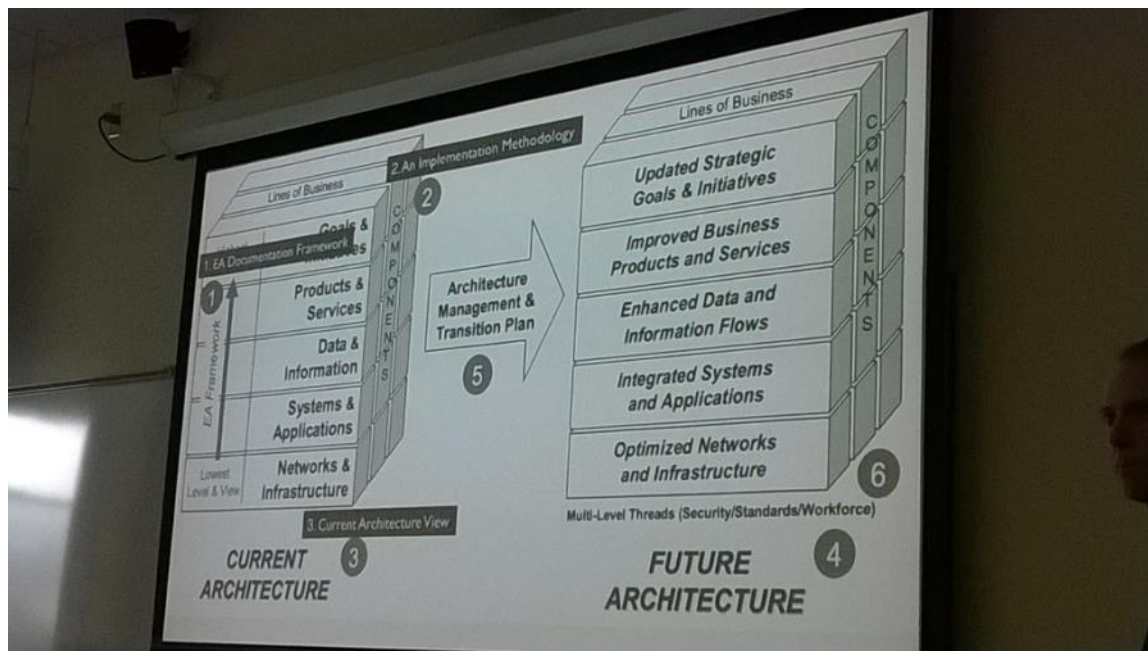 Lines of Business
2. An Implementation Methodology
2
COMPONENTS
Goals &
1. EA Documentation Framework
1
Products &
Services
Data &
Information
Systems &
Applications
Networks &
Infrastructure
EA Framework
Lowest
Level & View
3. Current Architecture View
3
CURRENT
ARCHITECTURE
Architecture
Management &
Transition Plan
5
Lines of Business
COMPONENTS
Updated Strategic
Goals & Initiatives
Improved Business
Products and Services
Enhanced Data and
Information Flows
Integrated Systems
and Applications
Optimized Networks
and Infrastructure
6
Multi-Level Threads (Security/Standards/Workforce)
4
FUTURE
ARCHITECTURE